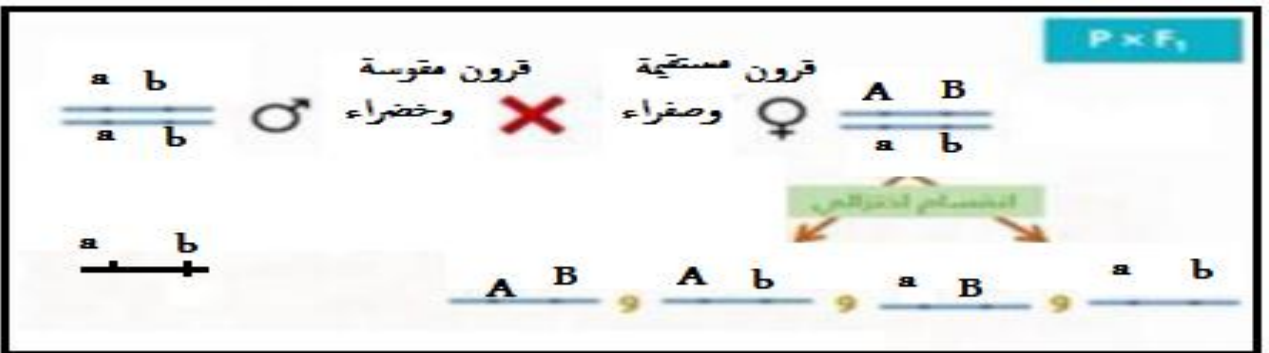 P × F₁
قرون مستقيمة
وصفراء
قرون مقوسة
وخضراء
A B
a b
a b
a b
انقسام اختزالي
a b
A B و A b و a B و a b